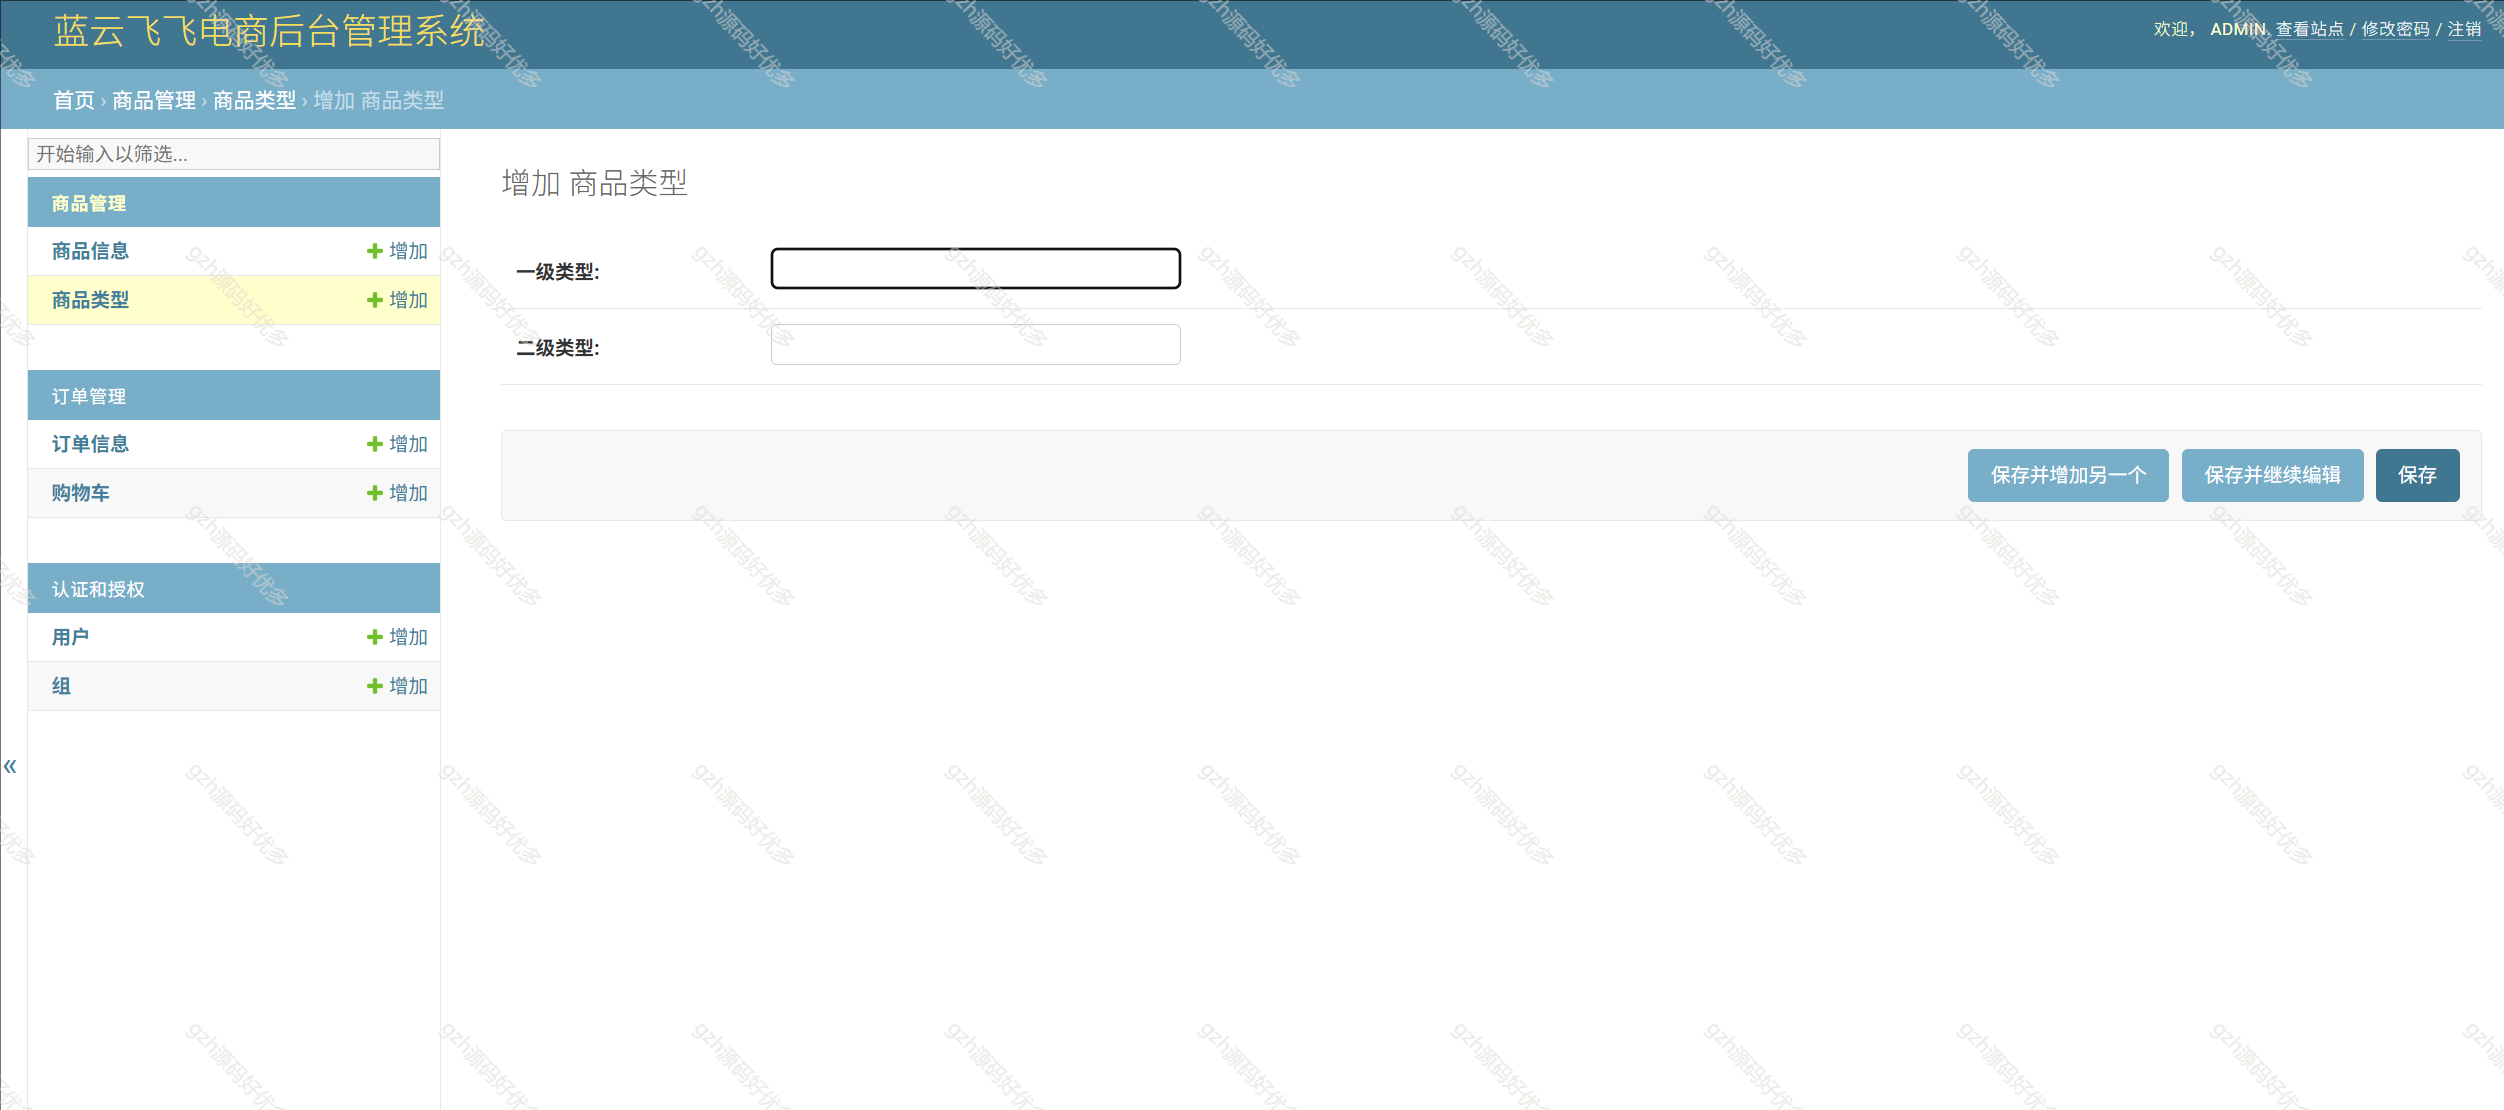 蓝云飞飞电商后台管理系统
欢迎， ADMIN. 查看站点 / 修改密码 / 注销
首页 › 商品管理 › 商品类型 › 增加 商品类型
开始输入以筛选...
商品管理
商品信息 增加
商品类型 增加
订单管理
订单信息 增加
购物车 增加
认证和授权
用户 增加
组 增加
«
增加 商品类型
一级类型:
二级类型:
保存并增加另一个 保存并继续编辑 保存
gzh源码好优多